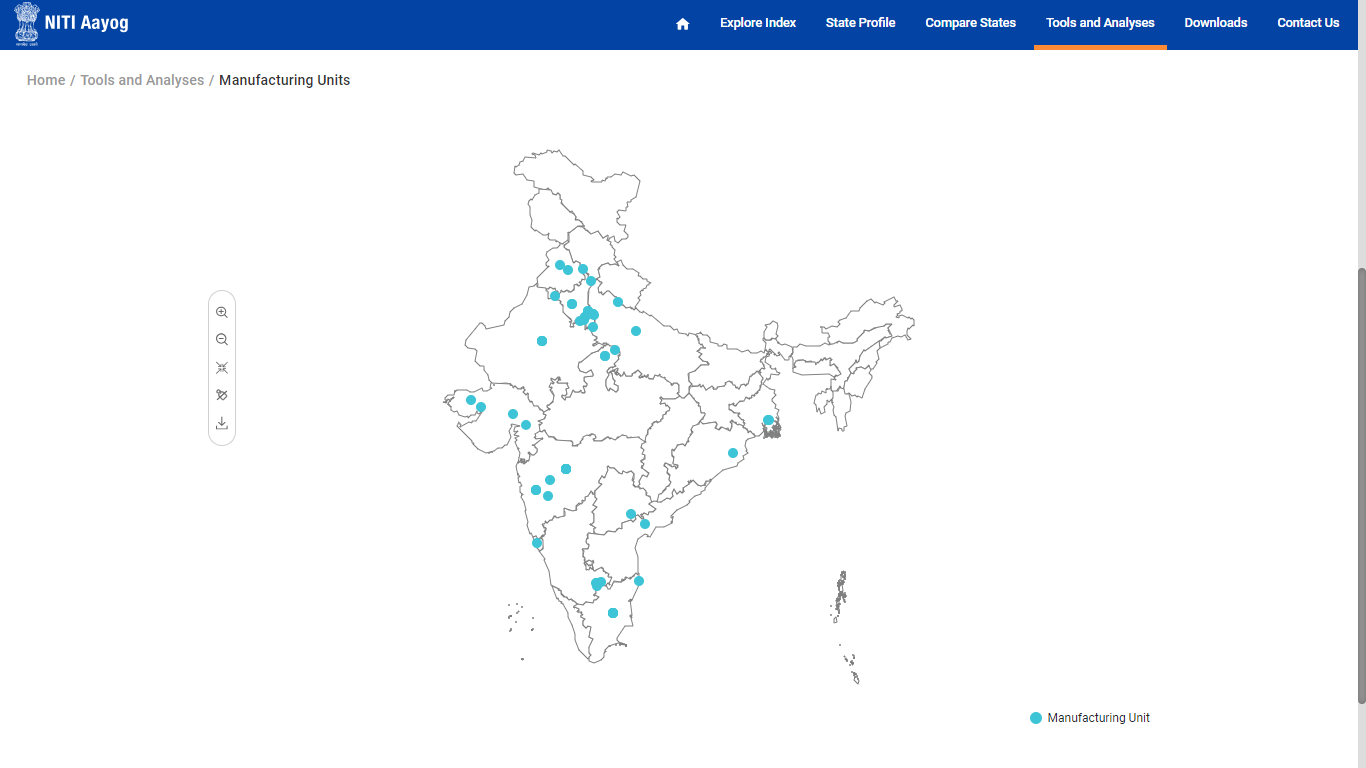 NITI Aayog
Explore Index State Profile Compare States Tools and Analyses Downloads Contact Us
Home / Tools and Analyses / Manufacturing Units
Manufacturing Unit